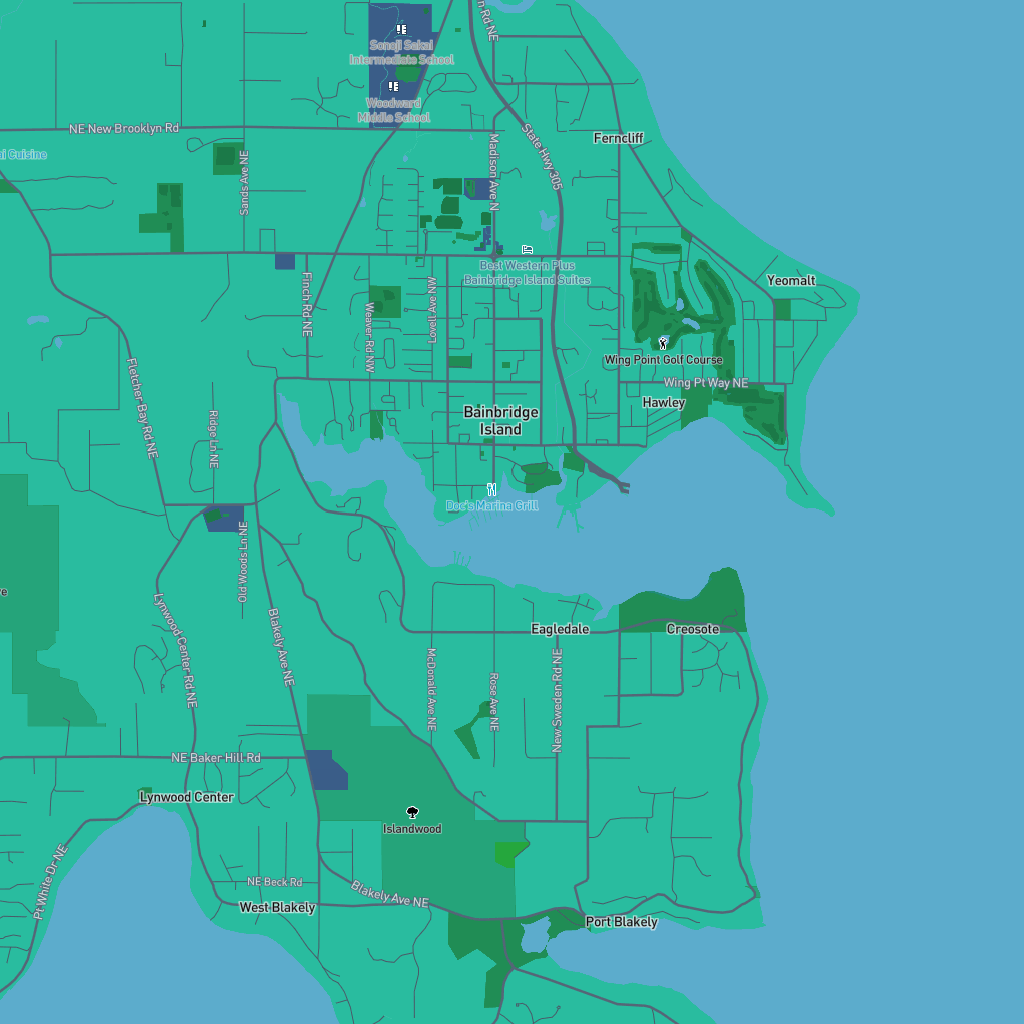 n Rd NE
Sonoji Sakai
Intermediate School
Woodward
Middle School
NE New Brooklyn Rd
State Hwy 305
Ferncliff
ai Cuisine
Sands Ave NE
Madison Ave N
Best Western Plus
Bainbridge Island Suites
Yeomalt
Finch Rd NE
Weaver Rd NW
Lovell Ave NW
Wing Point Golf Course
Wing Pt Way NE
Hawley
Fletcher Bay Rd NE
Ridge Ln NE
Bainbridge
Island
Doc's Marina Grill
Old Woods Ln NE
ve
Lynwood Center Rd NE
Blakely Ave NE
Eagledale
Creosote
McDonald Ave NE
Rose Ave NE
New Sweden Rd NE
NE Baker Hill Rd
Lynwood Center
Islandwood
Pt White Dr NE
NE Beck Rd
West Blakely
Blakely Ave NE
Port Blakely